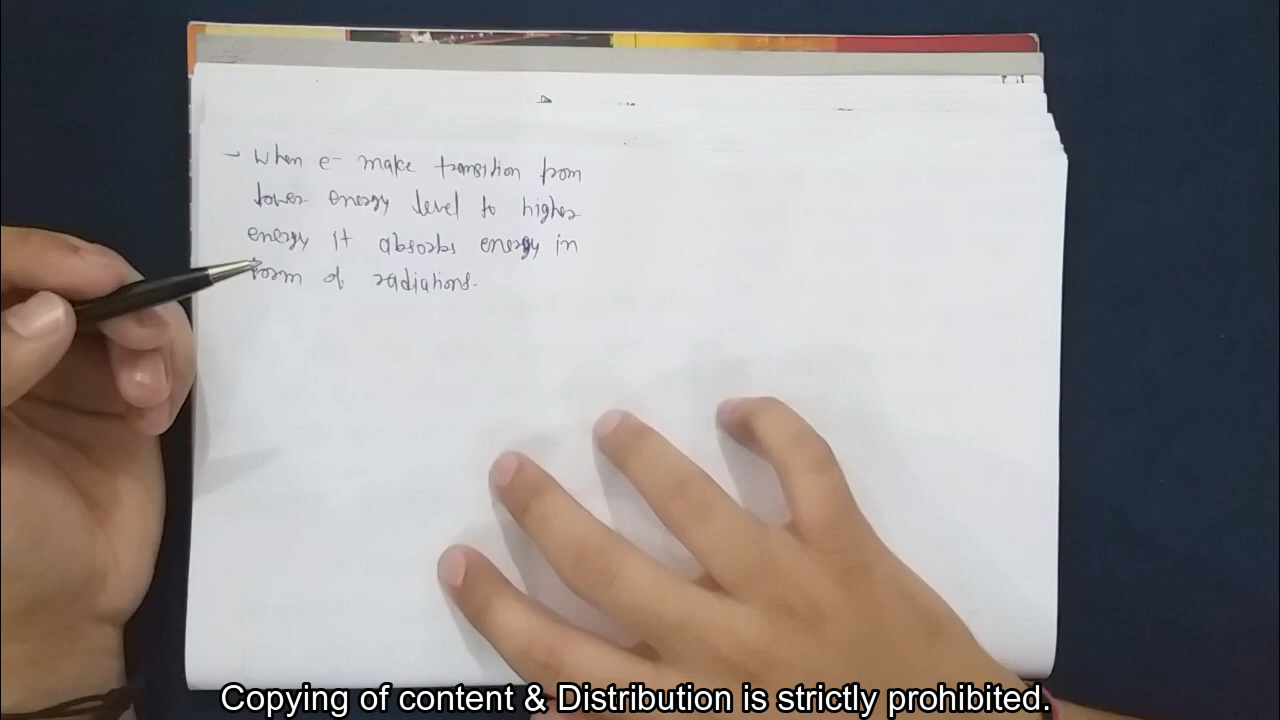 - When e- make transition from
lower energy level to higher
energy it absorbs energy in
form of radiations.
Copying of content & Distribution is strictly prohibited.